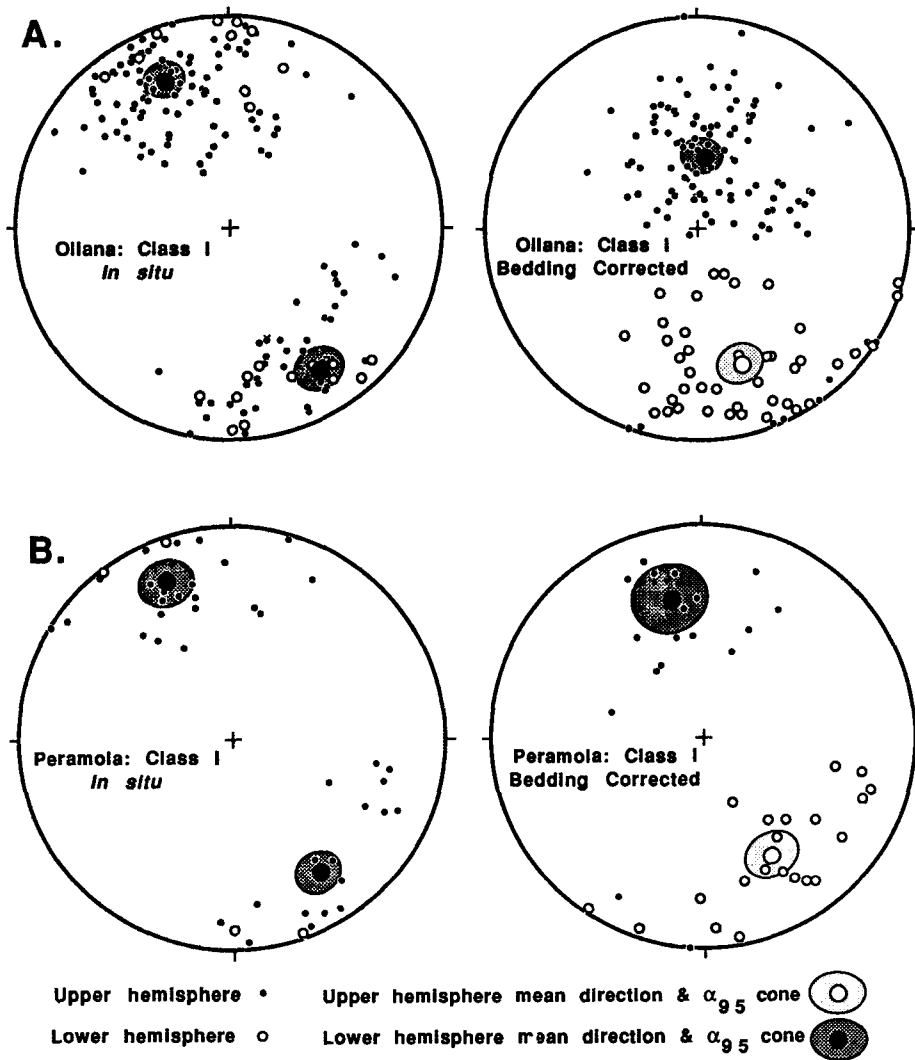 A.
Oliana: Class I
In situ
Oliana: Class I
Bedding Corrected
B.
Peramola: Class I
In situ
Peramola: Class I
Bedding Corrected
Upper hemisphere
Lower hemisphere
Upper hemisphere mean direction & α95 cone
Lower hemisphere mean direction & α95 cone